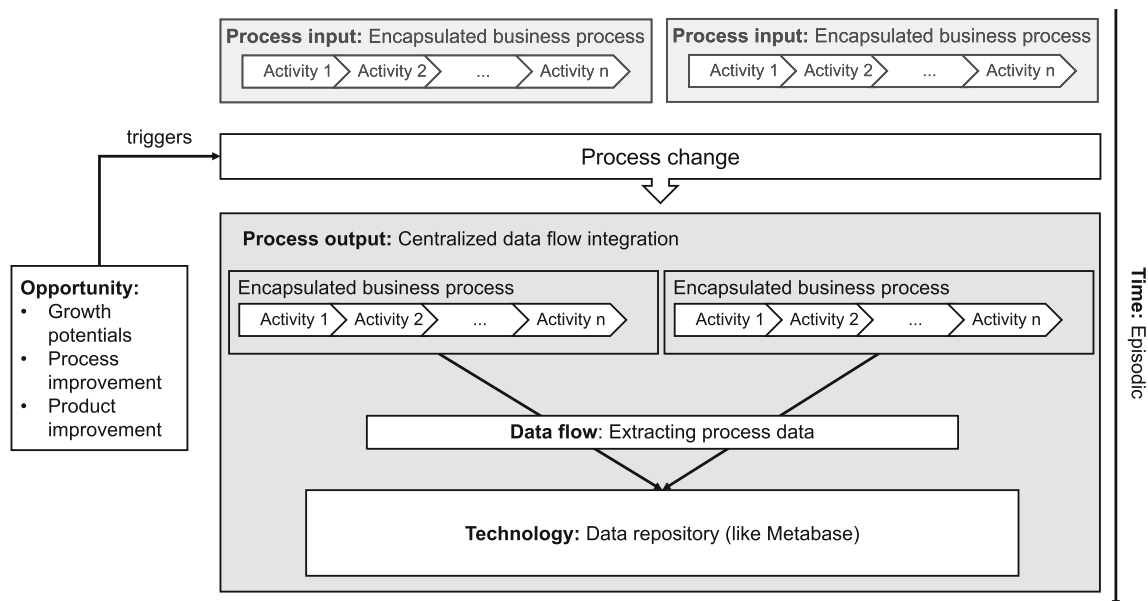 Process input: Encapsulated business process
Activity 1 Activity 2 ... Activity n
Process input: Encapsulated business process
Activity 1 Activity 2 ... Activity n
triggers
Process change
Process output: Centralized data flow integration
Encapsulated business process
Activity 1 Activity 2 ... Activity n
Encapsulated business process
Activity 1 Activity 2 ... Activity n
Opportunity:
• Growth
potentials
• Process
improvement
• Product
improvement
Data flow: Extracting process data
Technology: Data repository (like Metabase)
Time: Episodic